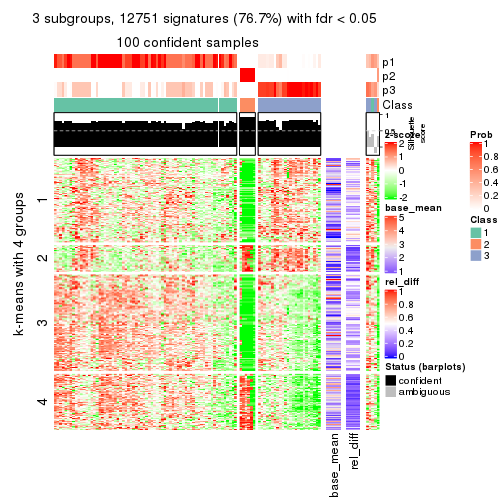 3 subgroups, 12751 signatures (76.7%) with fdr < 0.05
100 confident samples
p1
p2
p3
Class
1
0.5
Silhouette
score
k-means with 4 groups
1
2
3
4
base_mean
rel_diff
z-score
2
1
0
-1
-2
base_mean
5
4
3
2
1
rel_diff
1
0.8
0.6
0.4
0.2
0
Status (barplots)
confident
ambiguous
Prob
1
0.8
0.6
0.4
0.2
0
Class
1
2
3